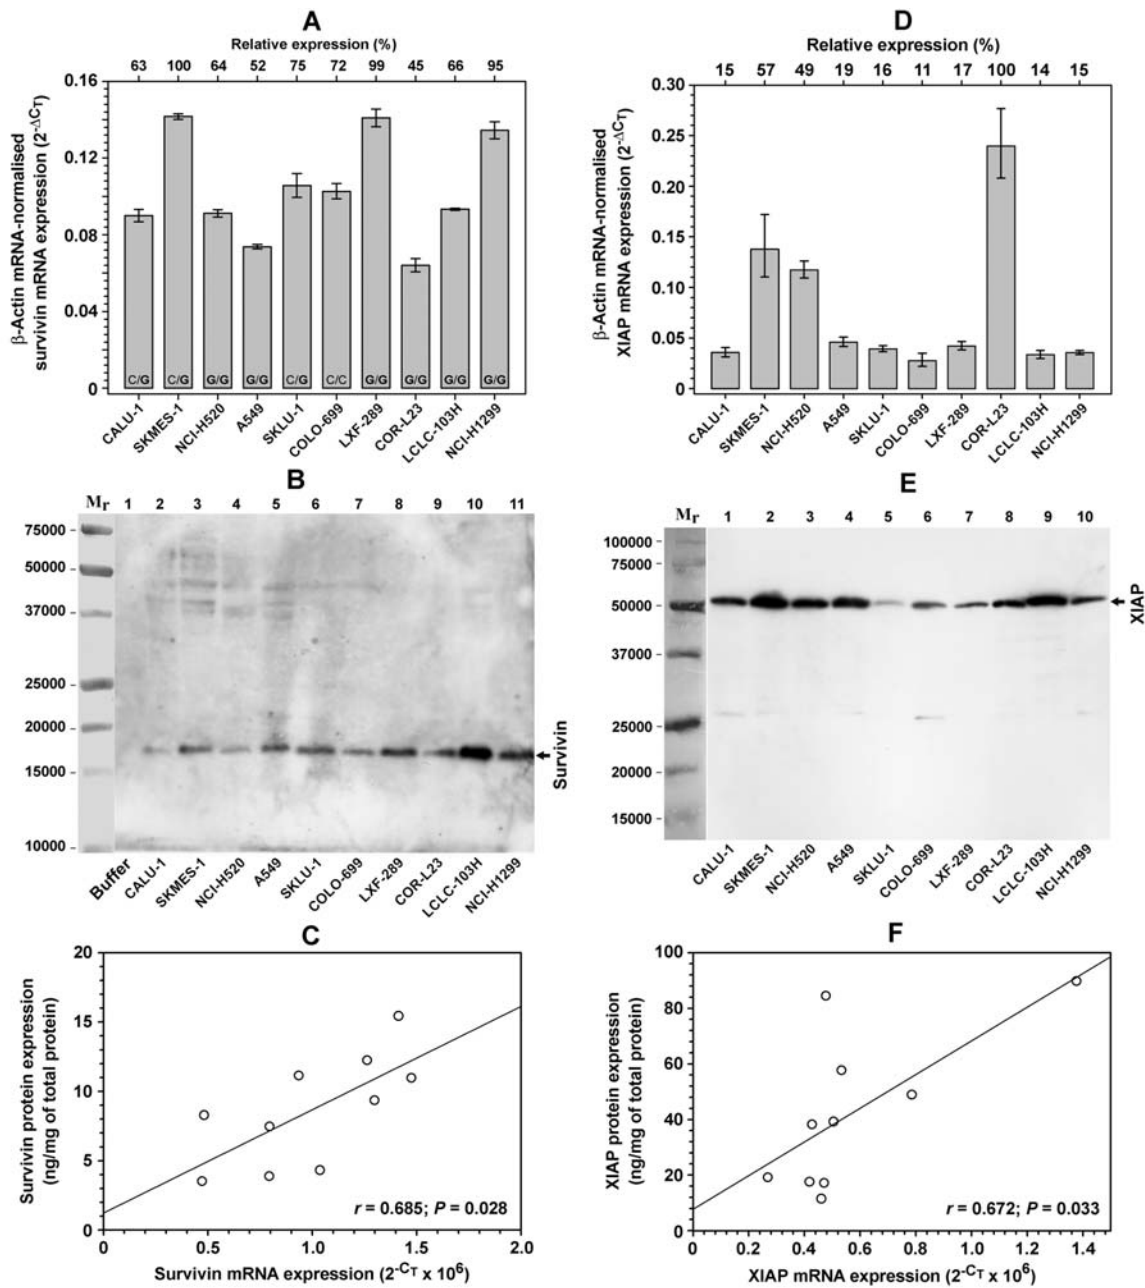 A
Relative expression (%)
63 100 64 52 75 72 99 45 66 95
β-Actin mRNA-normalised
survivin mRNA expression (2-ΔCT)
0.16
0.12
0.08
0.04
0
C/G C/G G/G G/G C/G C/C G/G G/G G/G G/G
CALU-1 SKMES-1 NCI-H520 A549 SKLU-1 COLO-699 LXF-289 COR-L23 LCLC-103H NCI-H1299
D
Relative expression (%)
15 57 49 19 16 11 17 100 14 15
β-Actin mRNA-normalised
XIAP mRNA expression (2-ΔCT)
0.30
0.25
0.20
0.15
0.10
0.05
0
CALU-1 SKMES-1 NCI-H520 A549 SKLU-1 COLO-699 LXF-289 COR-L23 LCLC-103H NCI-H1299
B
Mr 1 2 3 4 5 6 7 8 9 10 11
75000
50000
37000
25000
20000
15000
10000
Survivin
Buffer CALU-1 SKMES-1 NCI-H520 A549 SKLU-1 COLO-699 LXF-289 COR-L23 LCLC-103H NCI-H1299
E
Mr 1 2 3 4 5 6 7 8 9 10
100000
75000
50000
37000
25000
20000
15000
XIAP
CALU-1 SKMES-1 NCI-H520 A549 SKLU-1 COLO-699 LXF-289 COR-L23 LCLC-103H NCI-H1299
C
Survivin protein expression
(ng/mg of total protein)
20
15
10
5
0
r = 0.685; P = 0.028
0.5 1.0 1.5 2.0
Survivin mRNA expression (2-CT x 106)
F
XIAP protein expression
(ng/mg of total protein)
100
80
60
40
20
0
r = 0.672; P = 0.033
0 0.2 0.4 0.6 0.8 1.0 1.2 1.4
XIAP mRNA expression (2-CT x 106)